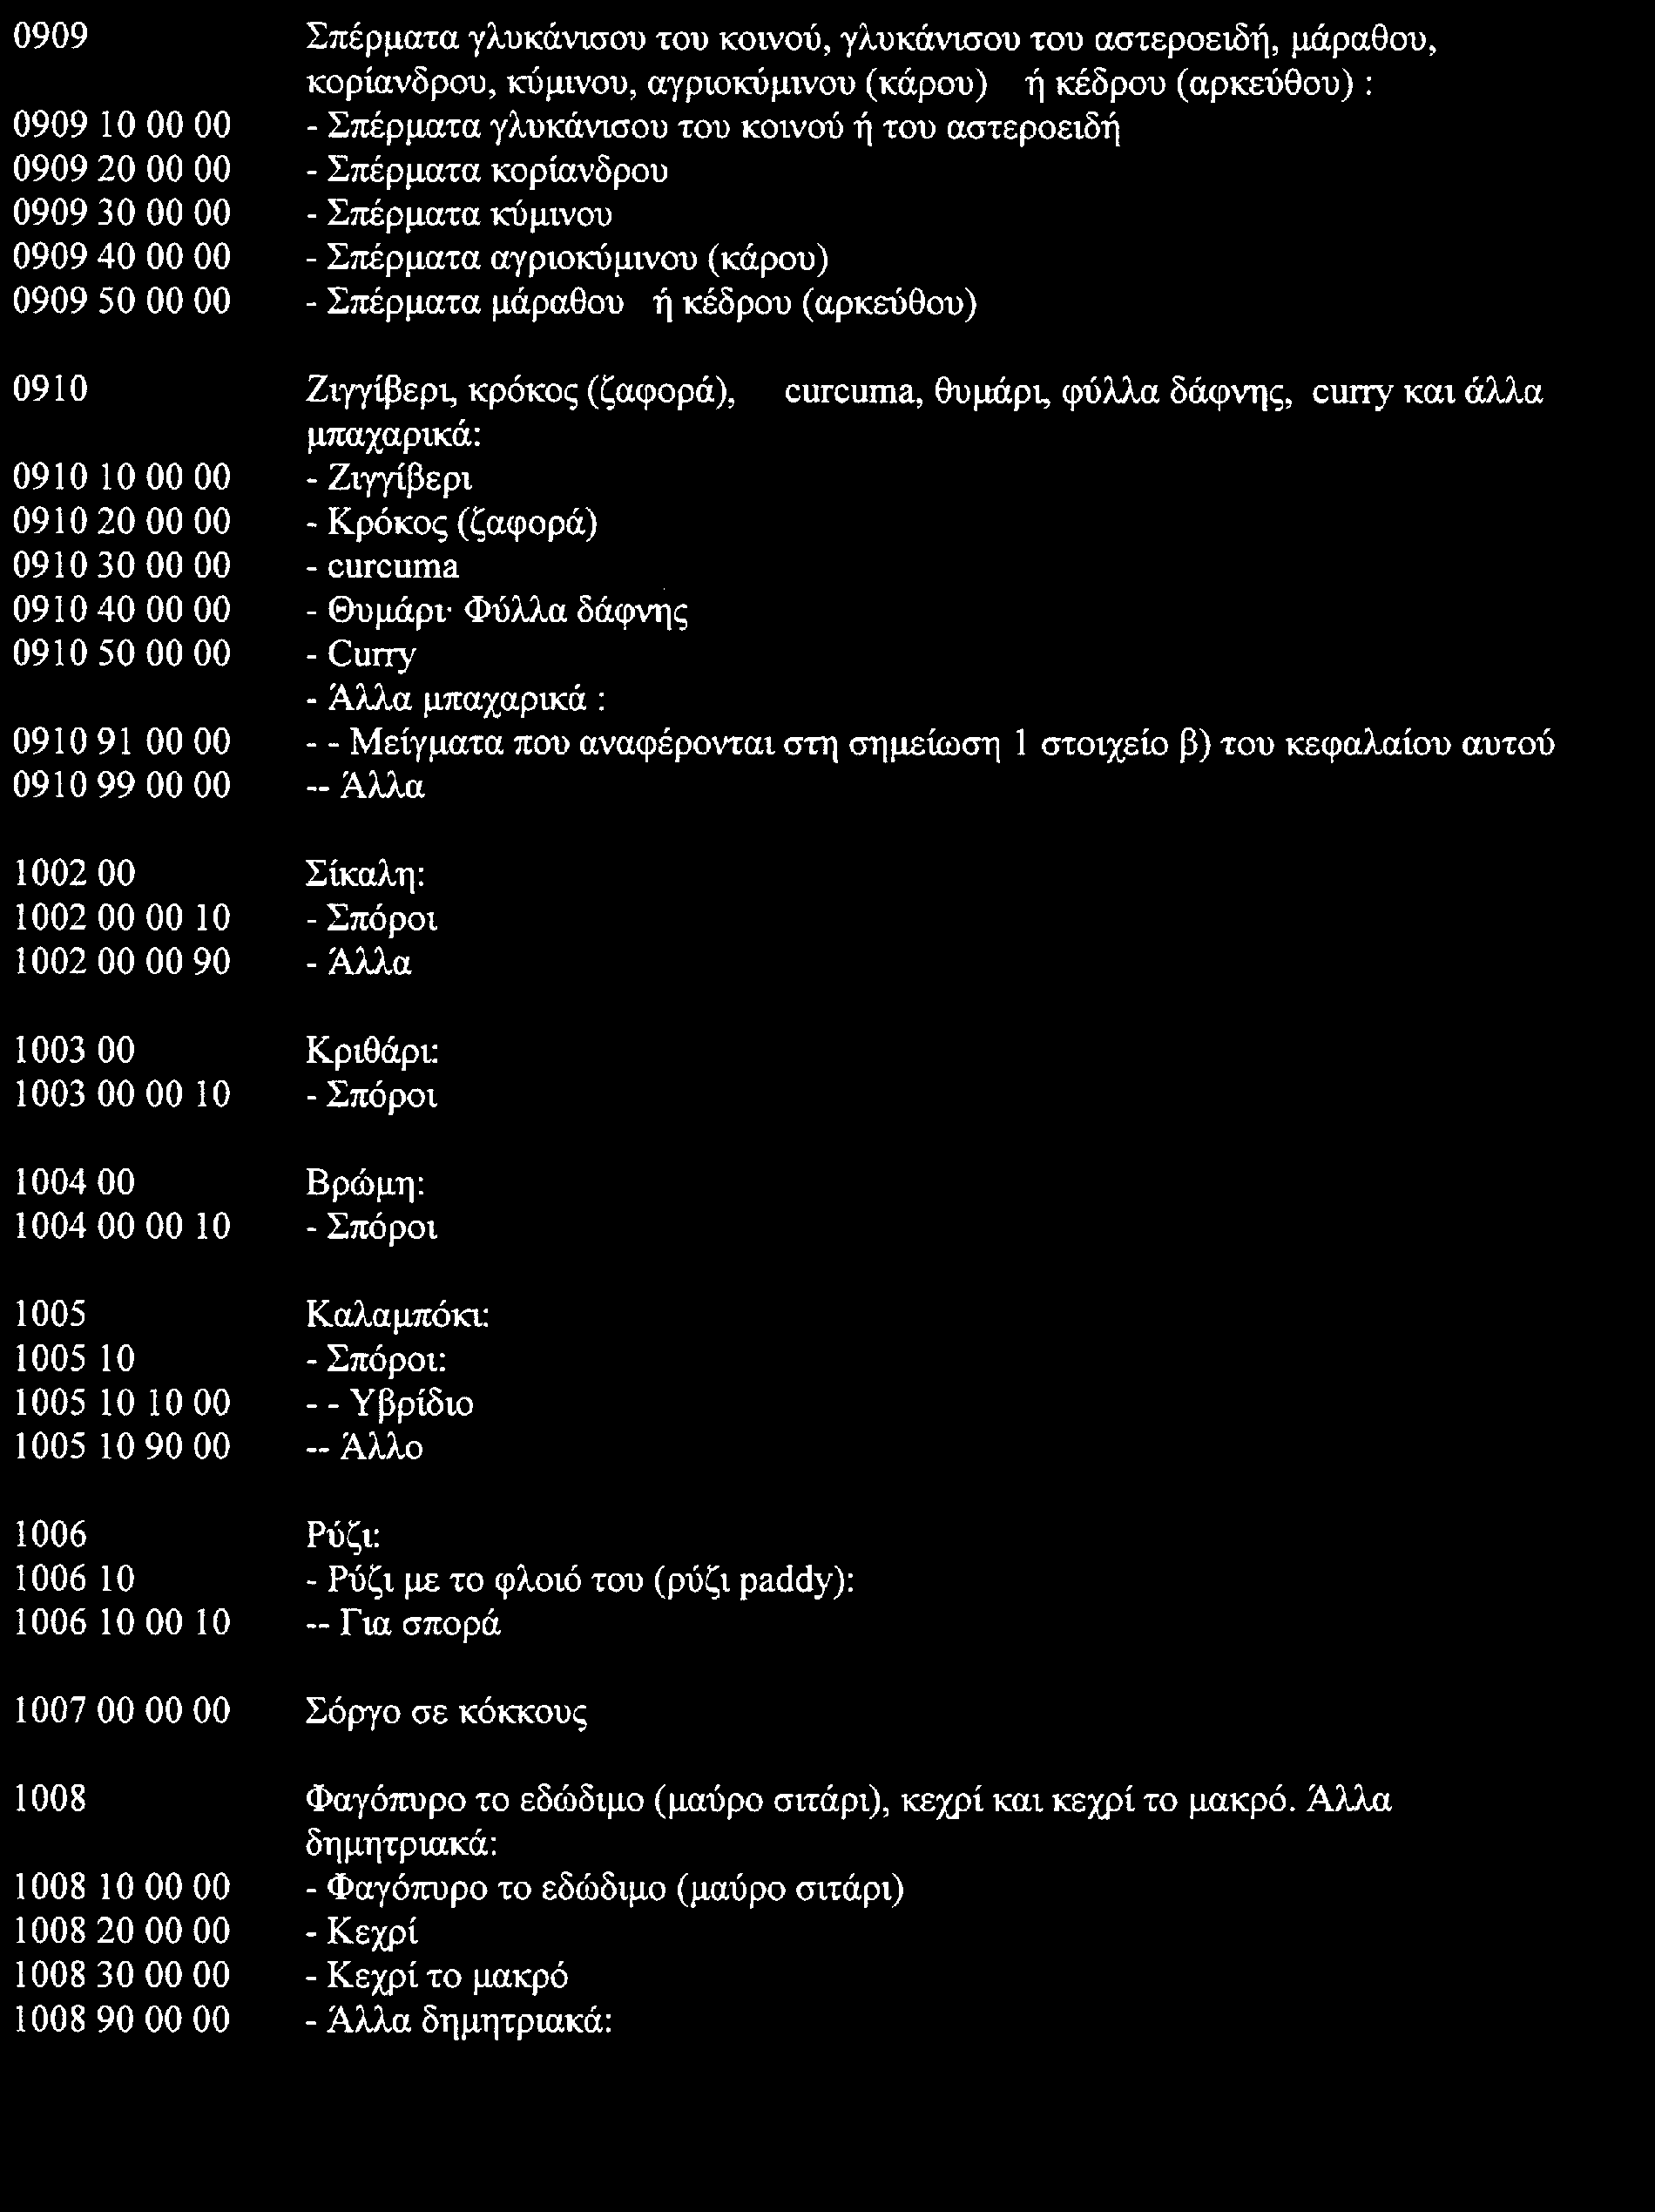 0909 Σπέρματα γλυκάνισου του κοινού, γλυκάνισου του αστεροειδή, μάραθου,
κορίανδρου, κύμινου, αγριοκύμινου (κάρου) ή κέδρου (αρκεύθου) :
0909 10 00 00 - Σπέρματα γλυκάνισου του κοινού ή του αστεροειδή
0909 20 00 00 - Σπέρματα κορίανδρου
0909 30 00 00 - Σπέρματα κύμινου
0909 40 00 00 - Σπέρματα αγριοκύμινου (κάρου)
0909 50 00 00 - Σπέρματα μάραθου ή κέδρου (αρκεύθου)
0910 Ζιγγίβερι, κρόκος (ζαφορά), curcuma, θυμάρι, φύλλα δάφνης, curry και άλλα
μπαχαρικά:
0910 10 00 00 - Ζιγγίβερι
0910 20 00 00 - Κρόκος (ζαφορά)
0910 30 00 00 - curcuma
0910 40 00 00 - Θυμάρι· Φύλλα δάφνης
0910 50 00 00 - Curry
- Άλλα μπαχαρικά :
0910 91 00 00 - - Μείγματα που αναφέρονται στη σημείωση 1 στοιχείο β) του κεφαλαίου αυτού
0910 99 00 00 -- Άλλα
1002 00 Σίκαλη:
1002 00 00 10 - Σπόροι
1002 00 00 90 - Άλλα
1003 00 Κριθάρι:
1003 00 00 10 - Σπόροι
1004 00 Βρώμη:
1004 00 00 10 - Σπόροι
1005 Καλαμπόκι:
1005 10 - Σπόροι:
1005 10 10 00 - - Υβρίδιο
1005 10 90 00 -- Άλλο
1006 Ρύζι:
1006 10 - Ρύζι με το φλοιό του (ρύζι paddy):
1006 10 00 10 -- Για σπορά
1007 00 00 00 Σόργο σε κόκκους
1008 Φαγόπυρο το εδώδιμο (μαύρο σιτάρι), κεχρί και κεχρί το μακρό. Άλλα
δημητριακά:
1008 10 00 00 - Φαγόπυρο το εδώδιμο (μαύρο σιτάρι)
1008 20 00 00 - Κεχρί
1008 30 00 00 - Κεχρί το μακρό
1008 90 00 00 - Άλλα δημητριακά: